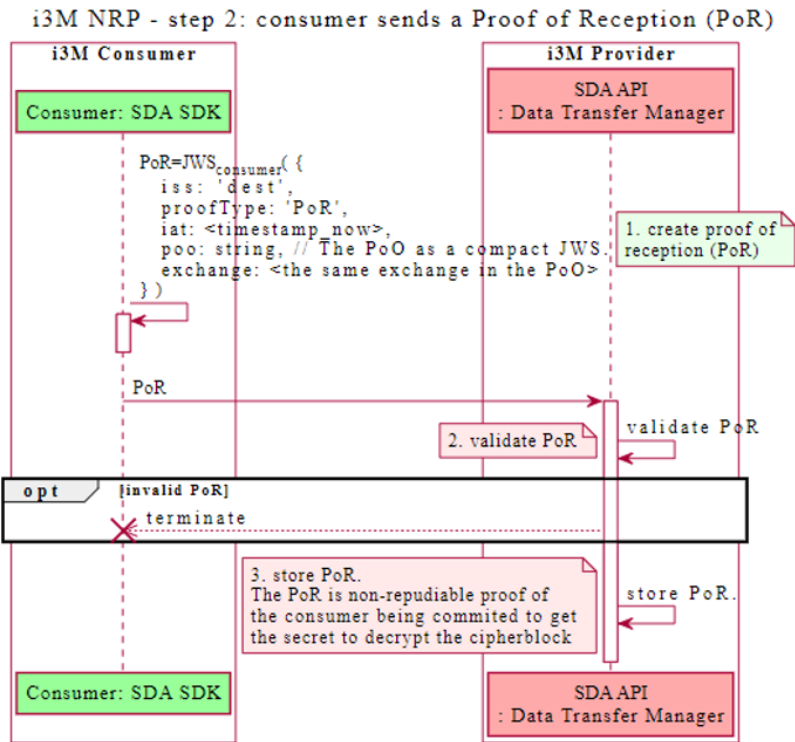 i3M NRP - step 2: consumer sends a Proof of Reception (PoR)
i3M Consumer
i3M Provider
Consumer: SDA SDK
SDA API
: Data Transfer Manager
PoR=JWSconsumer( {
iss: 'dest',
proofType: 'PoR',
iat: <timestamp_now>,
poo: string, // The PoO as a compact JWS.
exchange: <the same exchange in the PoO>
} )
1. create proof of
reception (PoR)
PoR
2. validate PoR
validate PoR
opt
[invalid PoR]
terminate
3. store PoR.
The PoR is non-repudiable proof of
the consumer being commited to get
the secret to decrypt the cipherblock
store PoR.
Consumer: SDA SDK
SDA API
: Data Transfer Manager